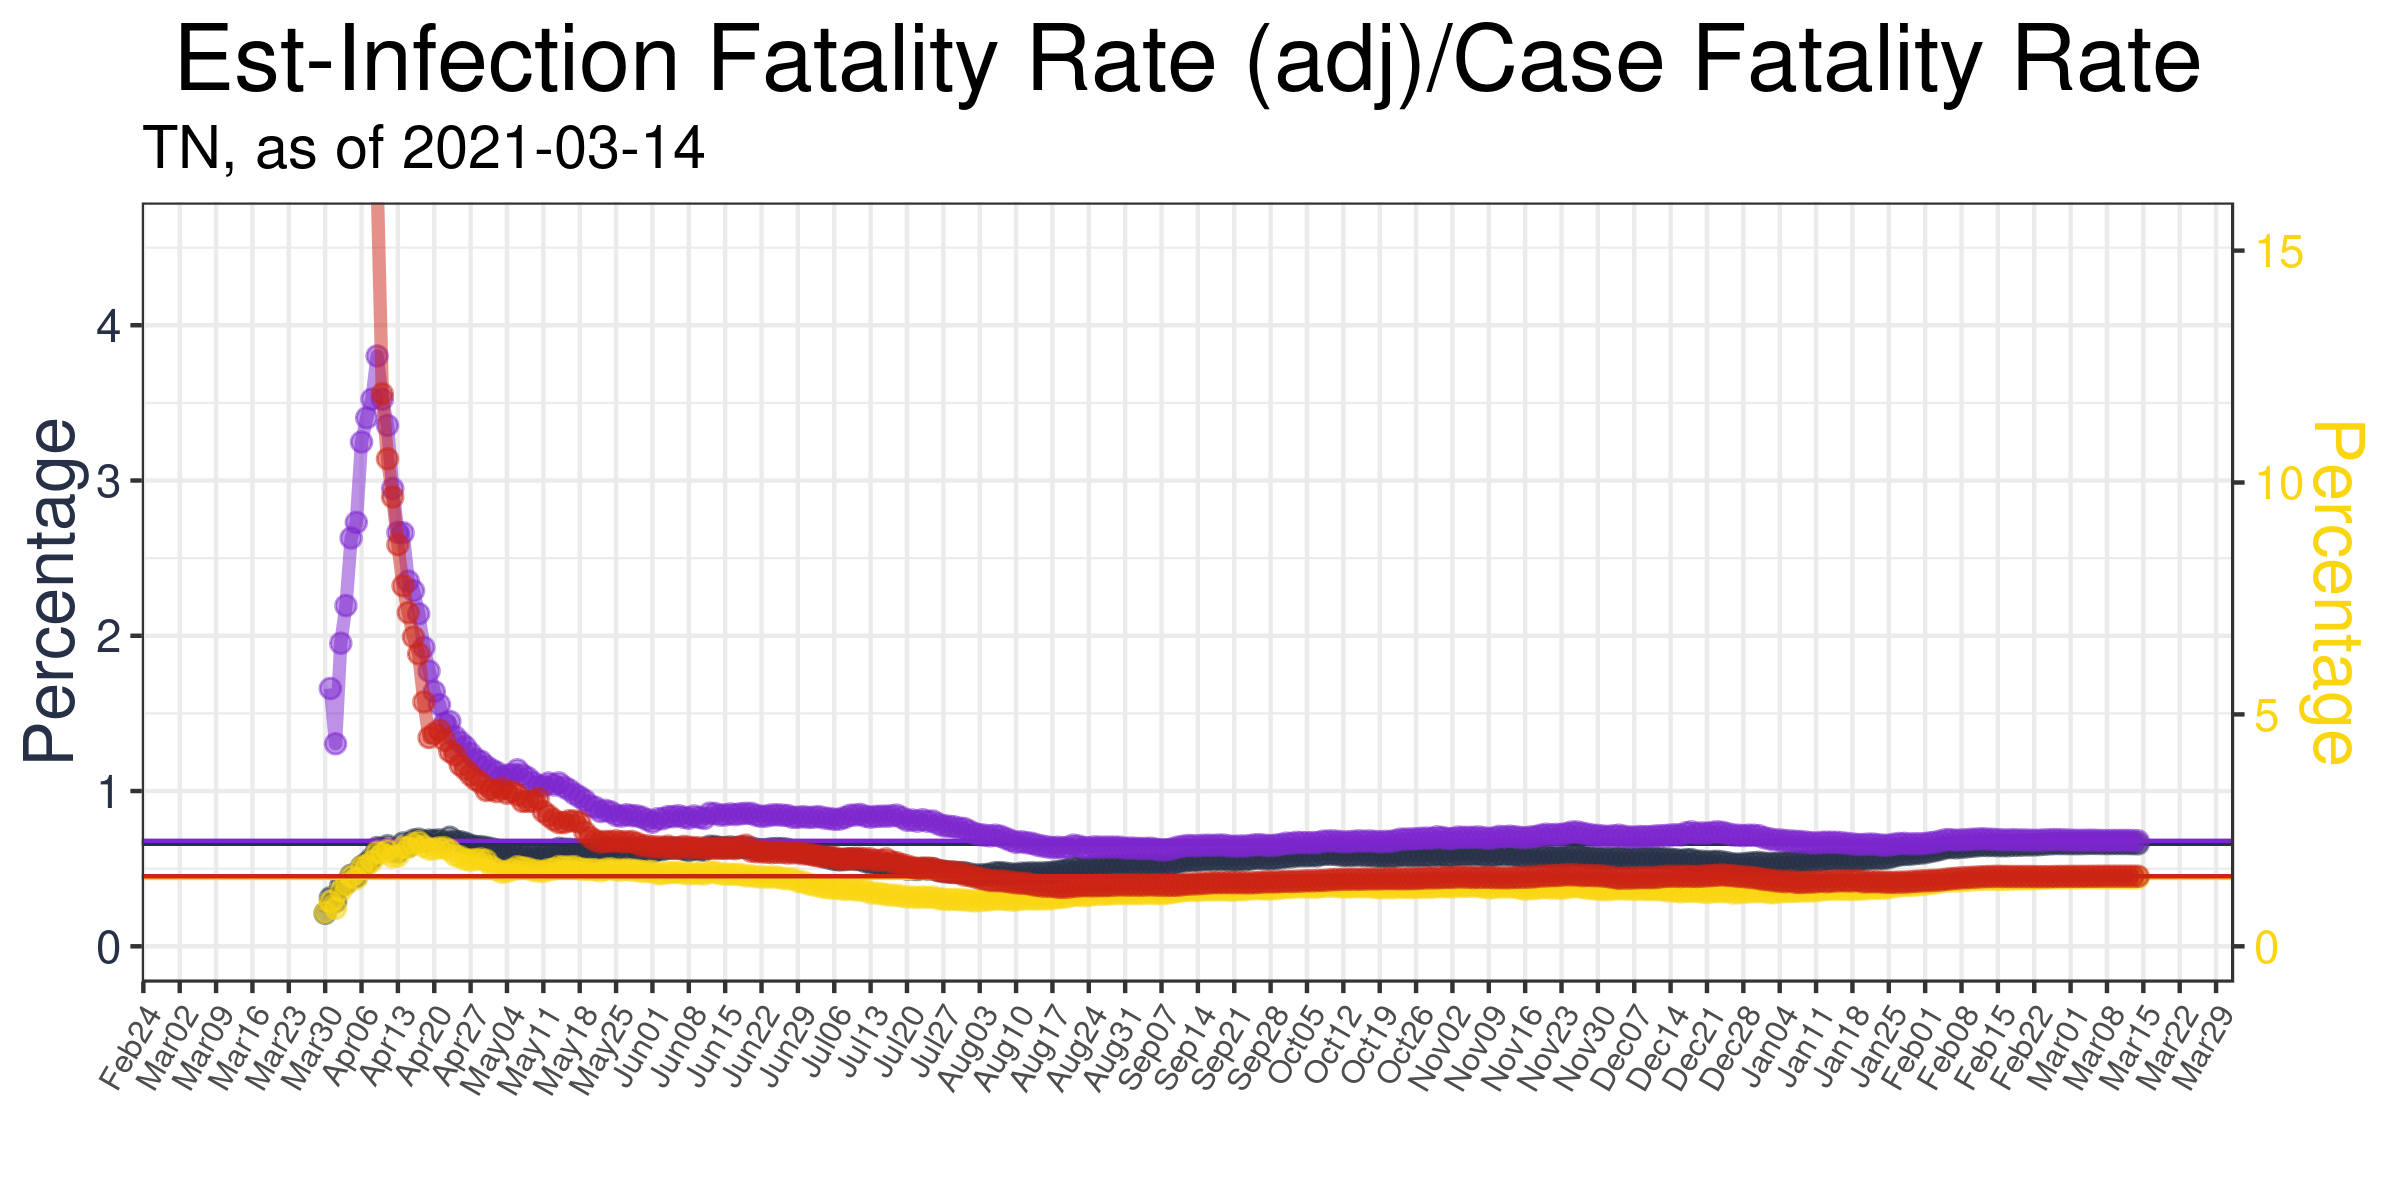 Est-Infection Fatality Rate (adj)/Case Fatality Rate
TN, as of 2021-03-14
Percentage
4
3
2
1
0
15
10
5
0
Percentage
Feb24
Mar02
Mar09
Mar16
Mar23
Mar30
Apr06
Apr13
Apr20
Apr27
May04
May11
May18
May25
Jun01
Jun08
Jun15
Jun22
Jun29
Jul06
Jul13
Jul20
Jul27
Aug03
Aug10
Aug17
Aug24
Aug31
Sep07
Sep14
Sep21
Sep28
Oct05
Oct12
Oct19
Oct26
Nov02
Nov09
Nov16
Nov23
Nov30
Dec07
Dec14
Dec21
Dec28
Jan04
Jan11
Jan18
Jan25
Feb01
Feb08
Feb15
Feb22
Mar01
Mar08
Mar15
Mar22
Mar29